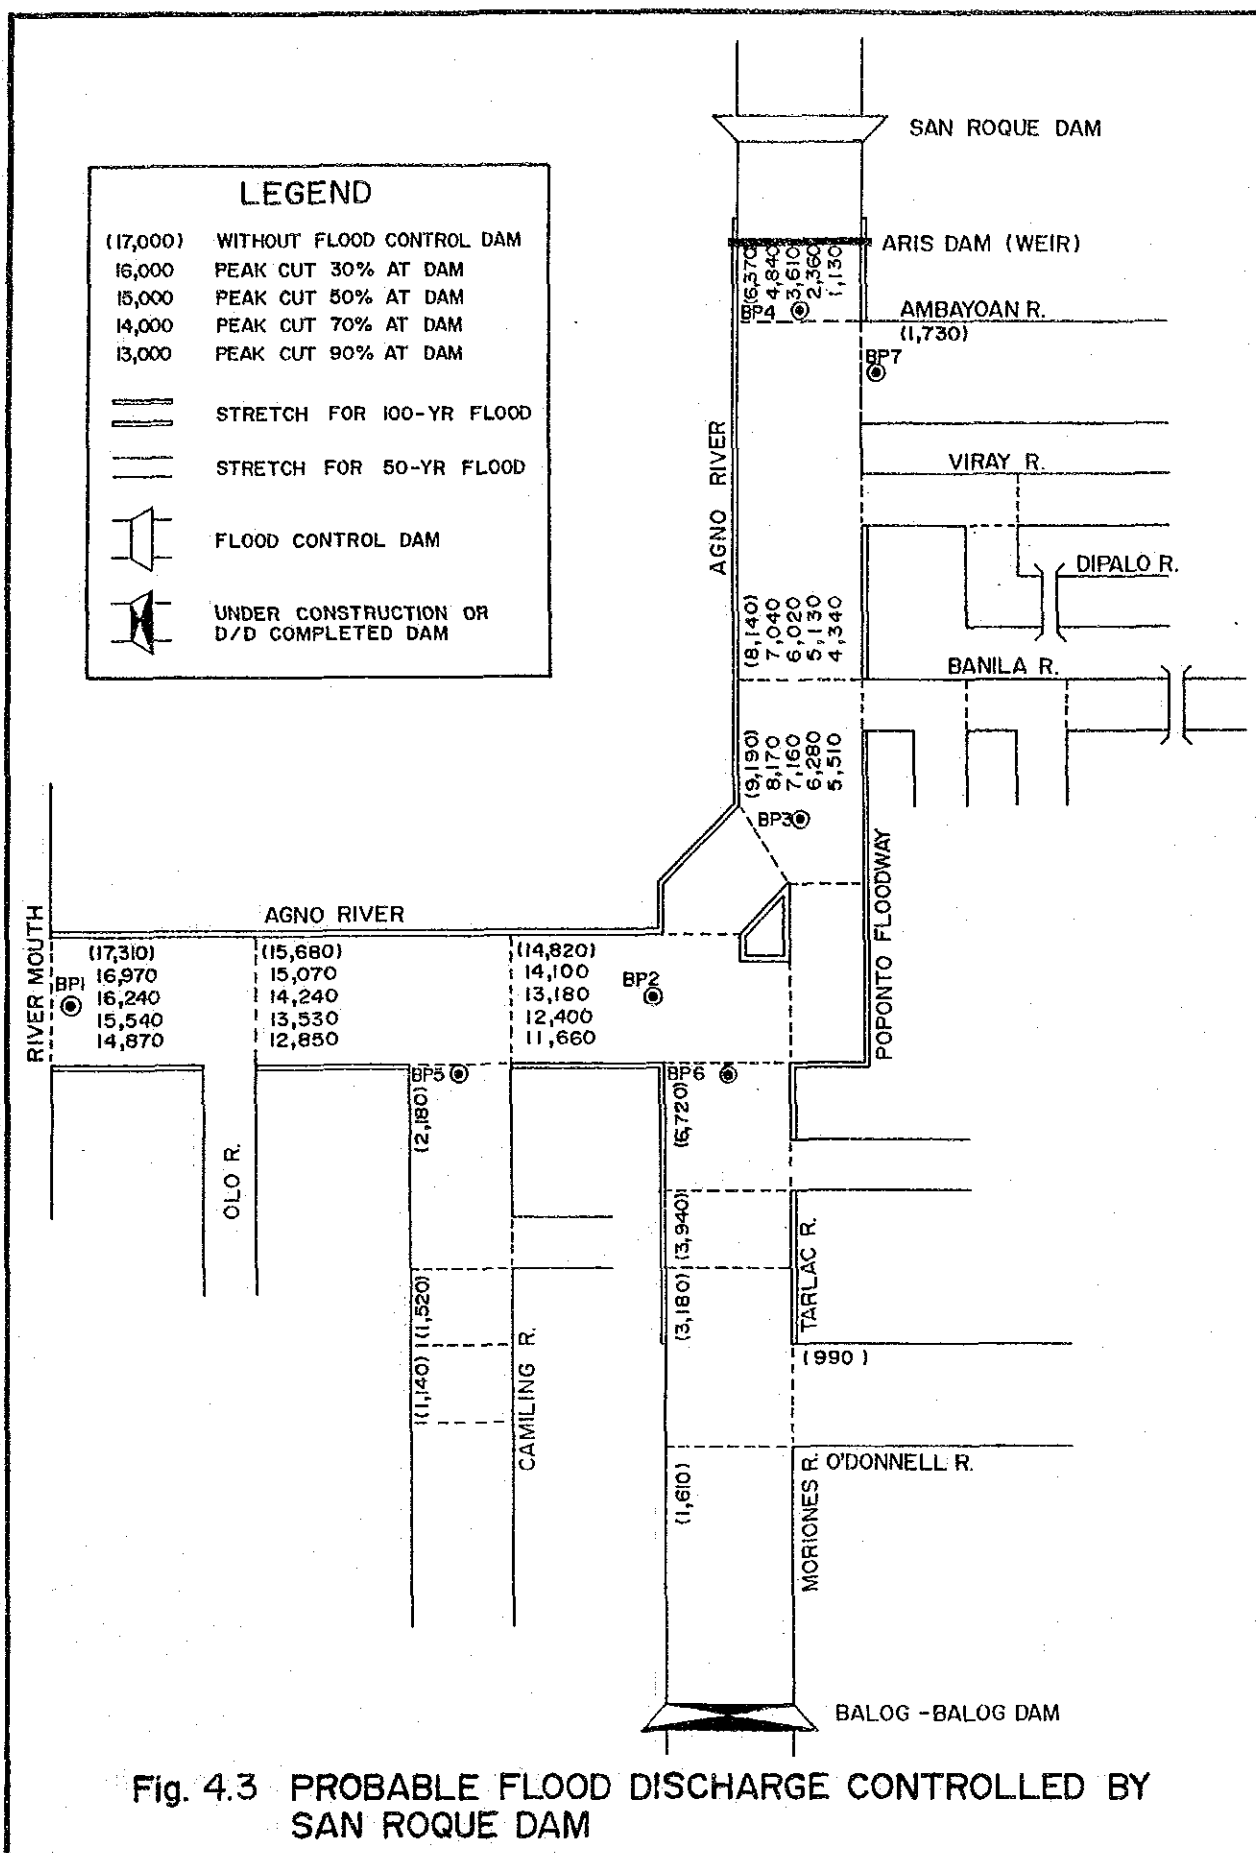 SAN ROQUE DAM
LEGEND
(17,000) WITHOUT FLOOD CONTROL DAM
16,000 PEAK CUT 30% AT DAM
15,000 PEAK CUT 50% AT DAM
14,000 PEAK CUT 70% AT DAM
13,000 PEAK CUT 90% AT DAM
STRETCH FOR 100-YR FLOOD
STRETCH FOR 50-YR FLOOD
FLOOD CONTROL DAM
UNDER CONSTRUCTION OR
D/D COMPLETED DAM
ARIS DAM (WEIR)
(6,370)
4,840
3,610
2,360
1,130
BP4
AMBAYOAN R.
(1,730)
BP7
AGNO RIVER
VIRAY R.
DIPALO R.
(8,140)
7,040
6,020
5,130
4,340
BANILA R.
(9,190)
8,170
7,160
6,280
5,510
BP3
POPONTO FLOODWAY
AGNO RIVER
RIVER MOUTH
BP1
(17,310)
16,970
16,240
15,540
14,870
(15,680)
15,070
14,240
13,530
12,850
(14,820)
14,100
13,180
12,400
11,660
BP2
BP5
BP6
(2,180)
(6,720)
OLO R.
(3,940)
TARLAC R.
(1,520)
(3,180)
(1,140)
CAMILING R.
(990)
O'DONNELL R.
(1,610)
MORIONES R.
BALOG-BALOG DAM
Fig. 4.3 PROBABLE FLOOD DISCHARGE CONTROLLED BY
SAN ROQUE DAM